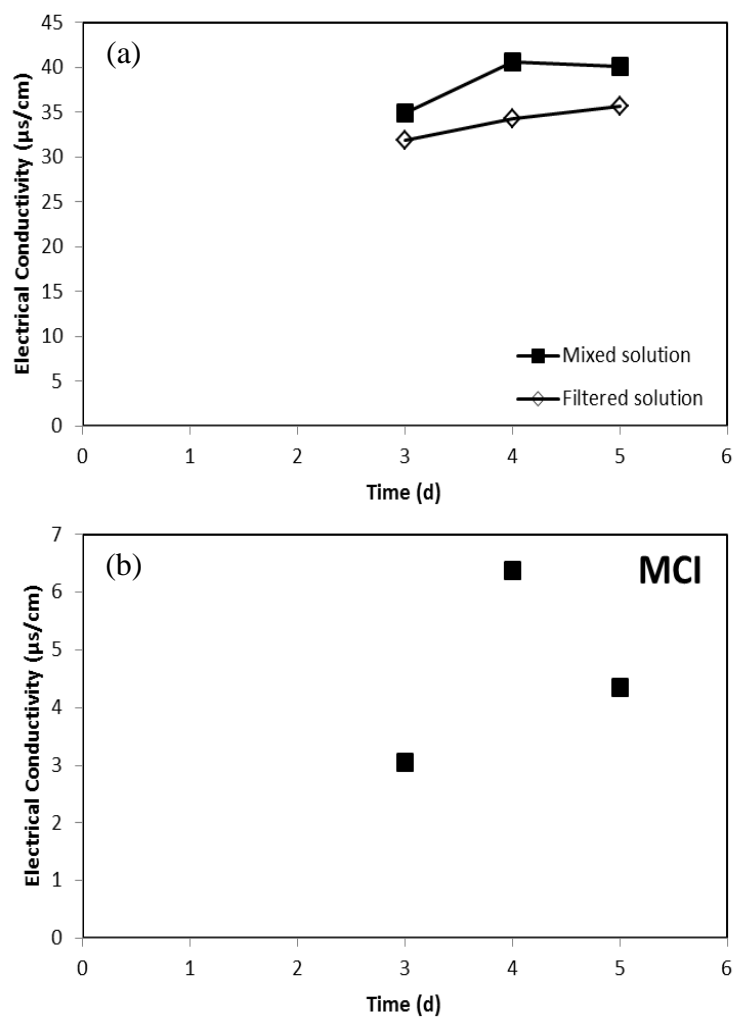 (a)
Electrical Conductivity (µs/cm)
45
40
35
30
25
20
15
10
5
0
Mixed solution
Filtered solution
0 1 2 3 4 5 6
Time (d)
(b)
MCI
Electrical Conductivity (µs/cm)
7
6
5
4
3
2
1
0
0 1 2 3 4 5 6
Time (d)